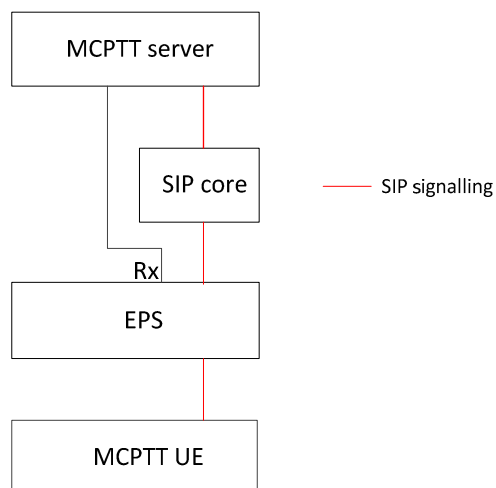 MCPTT server
SIP core
SIP signalling
Rx
EPS
MCPTT UE